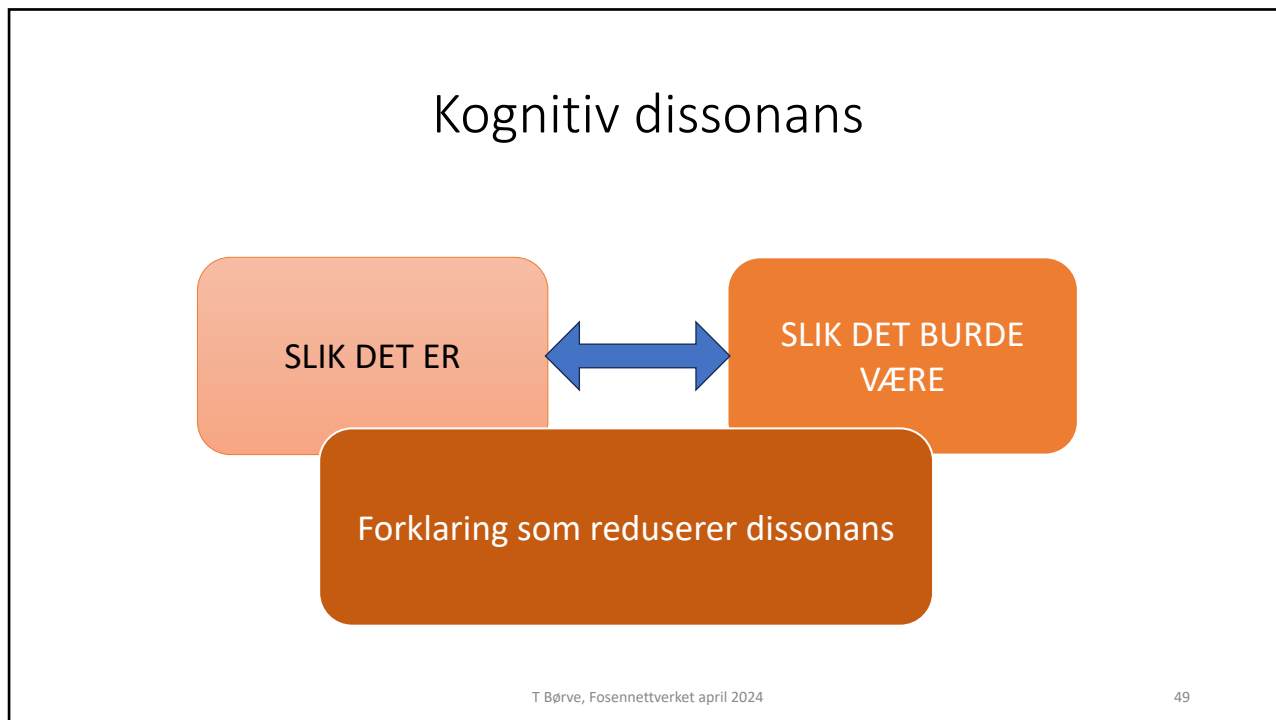 Kognitiv dissonans
SLIK DET ER
SLIK DET BURDE
VÆRE
Forklaring som reduserer dissonans
T Børve, Fosennettverket april 2024
49